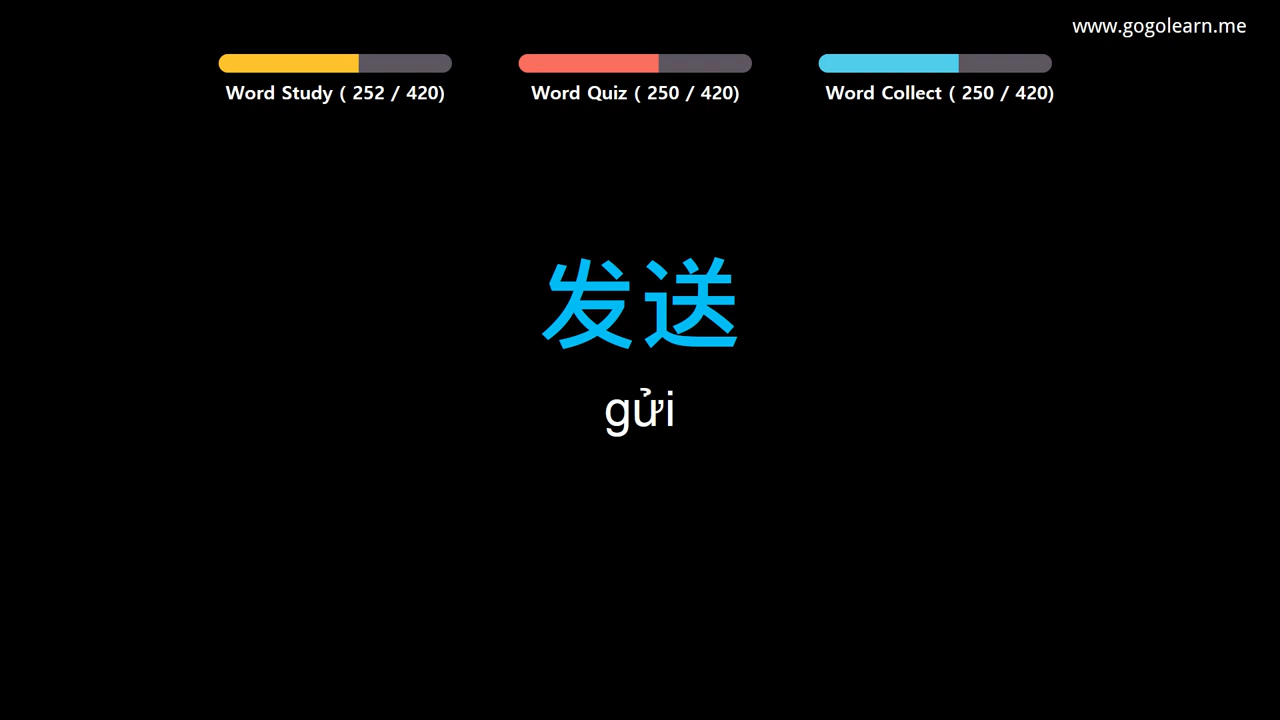 www.gogolearn.me
Word Study ( 252 / 420)
Word Quiz ( 250 / 420)
Word Collect ( 250 / 420)
发送
gửi